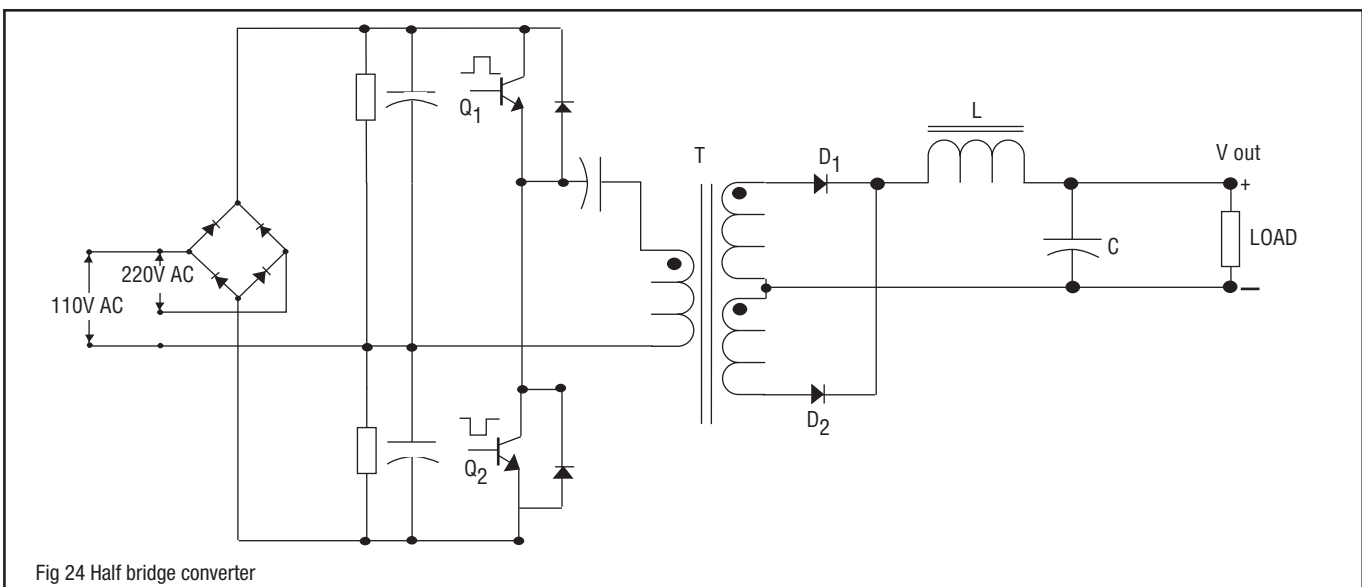 Q1
L
T
D1
V out
+
LOAD
220V AC
110V AC
C
−
Q2
D2
Fig 24 Half bridge converter